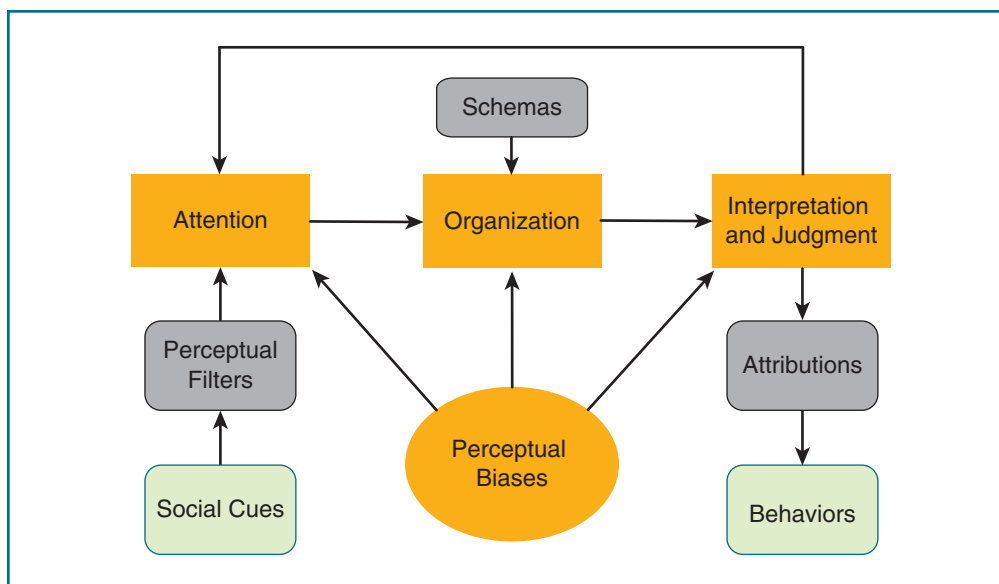 Schemas
Attention
Organization
Interpretation
and Judgment
Perceptual
Filters
Attributions
Perceptual
Biases
Social Cues
Behaviors